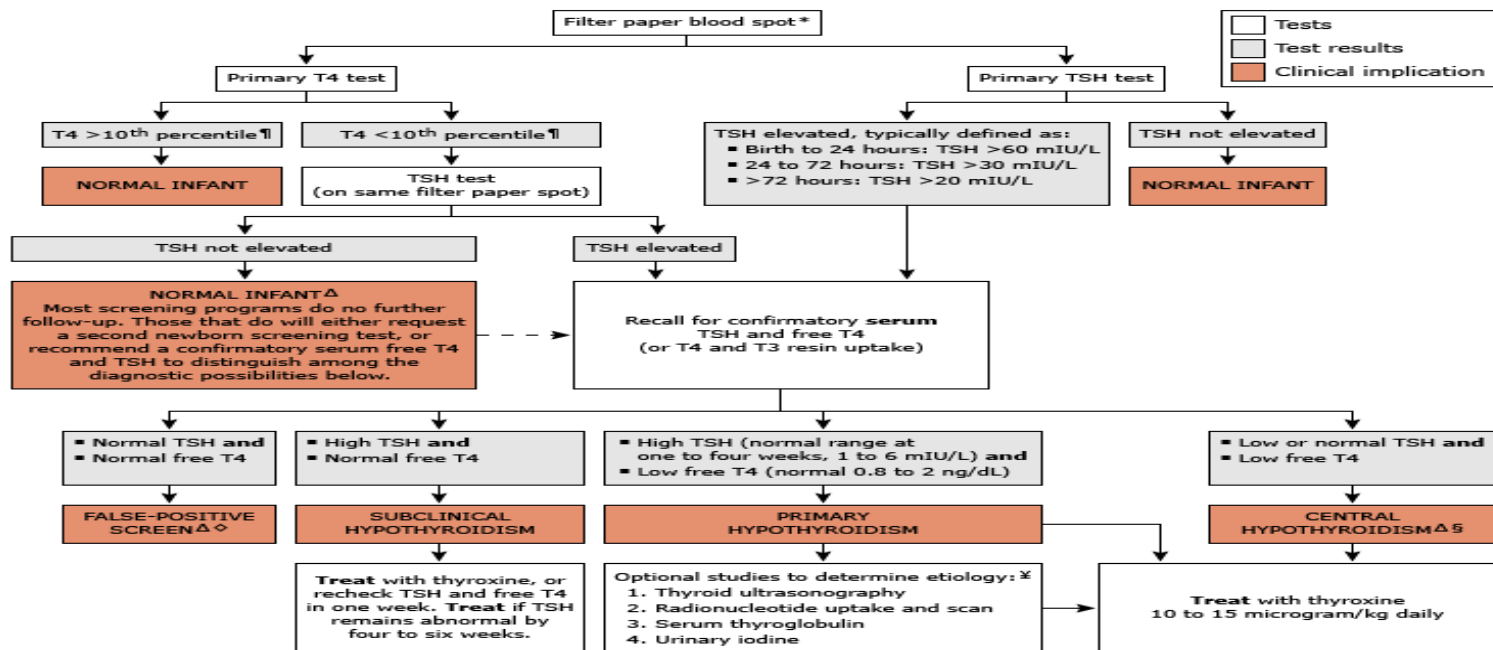 Filter paper blood spot*
Tests
Test results
Clinical implication
Primary T4 test
Primary TSH test
T4 >10th percentile¶
T4 <10th percentile¶
TSH elevated, typically defined as:
▪ Birth to 24 hours: TSH >60 mIU/L
▪ 24 to 72 hours: TSH >30 mIU/L
▪ >72 hours: TSH >20 mIU/L
TSH not elevated
NORMAL INFANT
TSH test
(on same filter paper spot)
NORMAL INFANT
TSH not elevated
TSH elevated
NORMAL INFANTΔ
Most screening programs do no further
follow-up. Those that do will either request
a second newborn screening test, or
recommend a confirmatory serum free T4
and TSH to distinguish among the
diagnostic possibilities below.
Recall for confirmatory serum
TSH and free T4
(or T4 and T3 resin uptake)
▪ Normal TSH and
▪ Normal free T4
▪ High TSH and
▪ Normal free T4
▪ High TSH (normal range at
one to four weeks, 1 to 6 mIU/L) and
▪ Low free T4 (normal 0.8 to 2 ng/dL)
▪ Low or normal TSH and
▪ Low free T4
FALSE-POSITIVE
SCREENΔ◇
SUBCLINICAL
HYPOTHYROIDISM
PRIMARY
HYPOTHYROIDISM
CENTRAL
HYPOTHYROIDISMΔ§
Treat with thyroxine, or
recheck TSH and free T4
in one week. Treat if TSH
remains abnormal by
four to six weeks.
Optional studies to determine etiology:¥
1. Thyroid ultrasonography
2. Radionucleotide uptake and scan
3. Serum thyroglobulin
4. Urinary iodine
Treat with thyroxine
10 to 15 microgram/kg daily